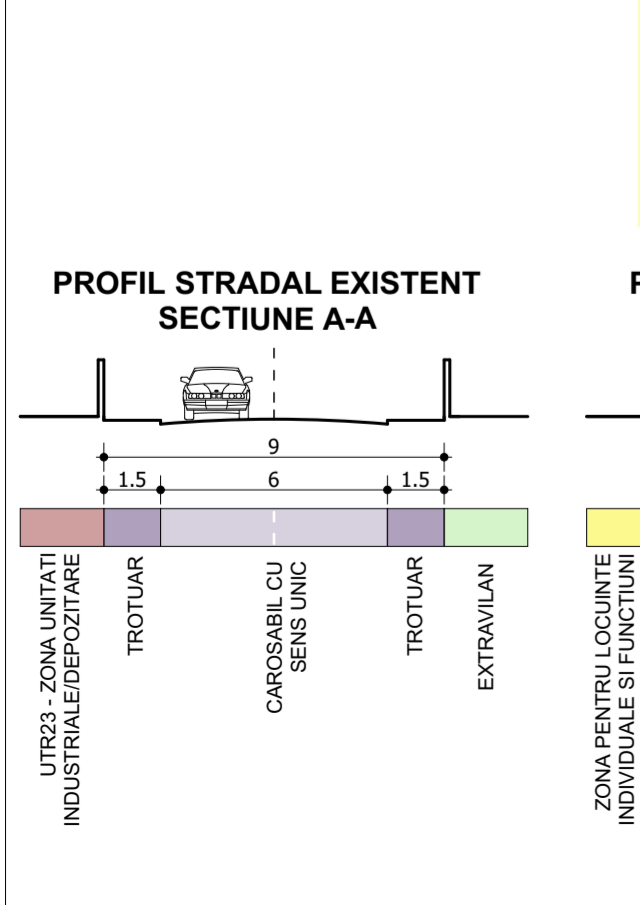 PROFIL STRADAL EXISTENT
SECTIUNE A-A
9
1.5
6
1.5
UTR23 - ZONA UNITATI
INDUSTRIALE/DEPOZITARE
TROTUAR
CAROSABIL CU
SENS UNIC
TROTUAR
EXTRAVILAN
P
ZONA PENTRU LOCUINTE
INDIVIDUALE SI FUNCTIUNI